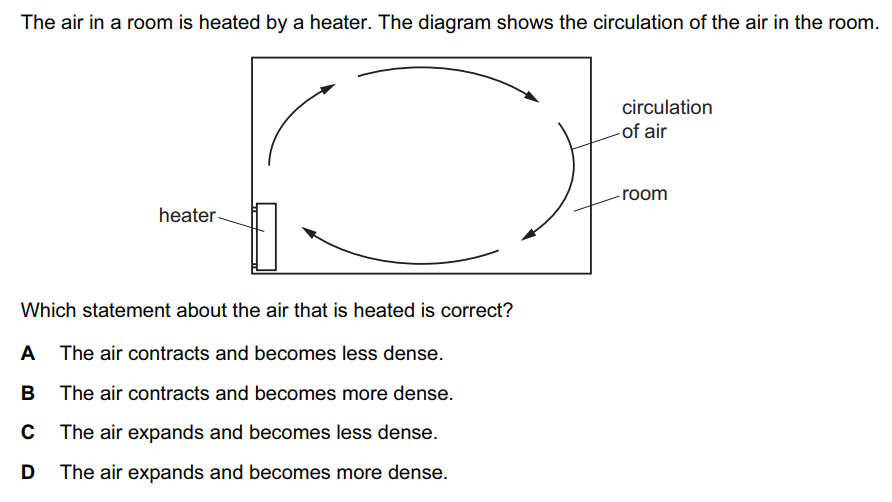 The air in a room is heated by a heater. The diagram shows the circulation of the air in the room.
circulation
of air
room
heater
Which statement about the air that is heated is correct?
A The air contracts and becomes less dense.
B The air contracts and becomes more dense.
C The air expands and becomes less dense.
D The air expands and becomes more dense.